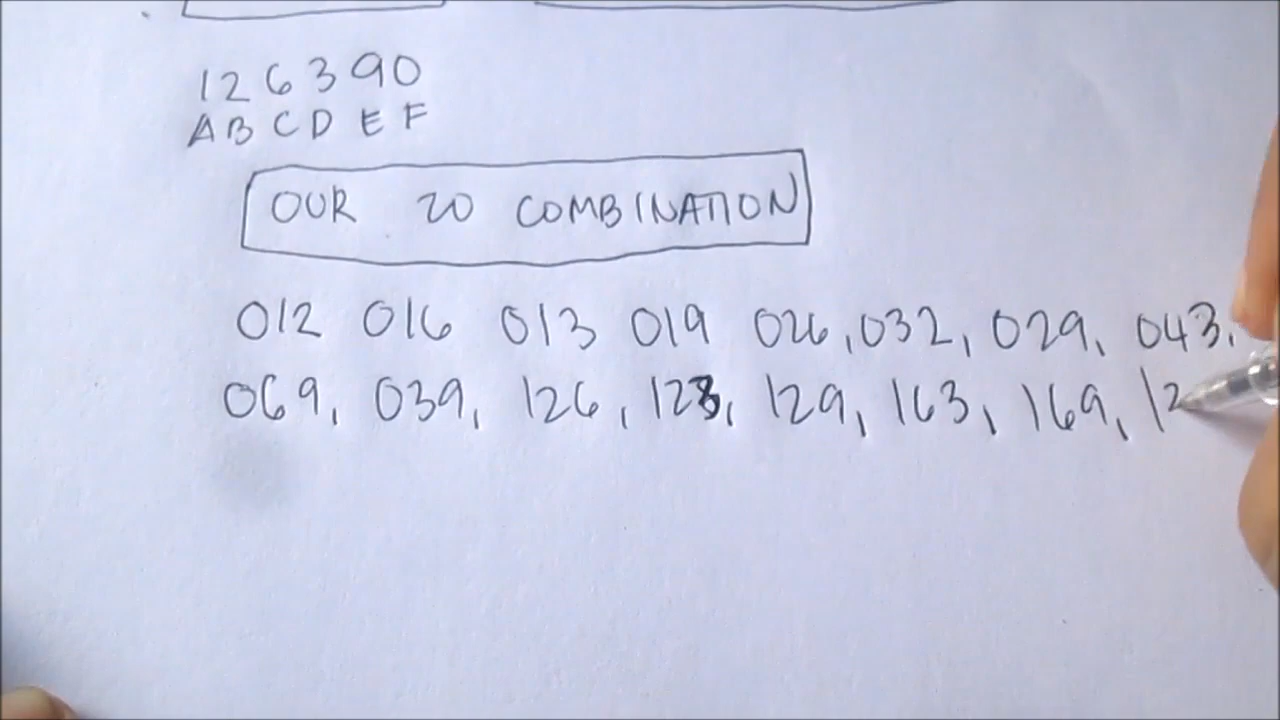 126390
ABCDEF
OUR 20 COMBINATION
012 016 013 019 026, 032, 029, 043.
069, 039, 126, 123, 129, 163, 169, 13